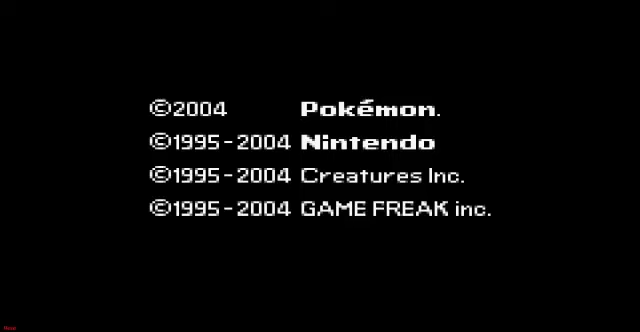 ©2004 Pokémon.
©1995-2004 Nintendo
©1995-2004 Creatures Inc.
©1995-2004 GAME FREAK inc.